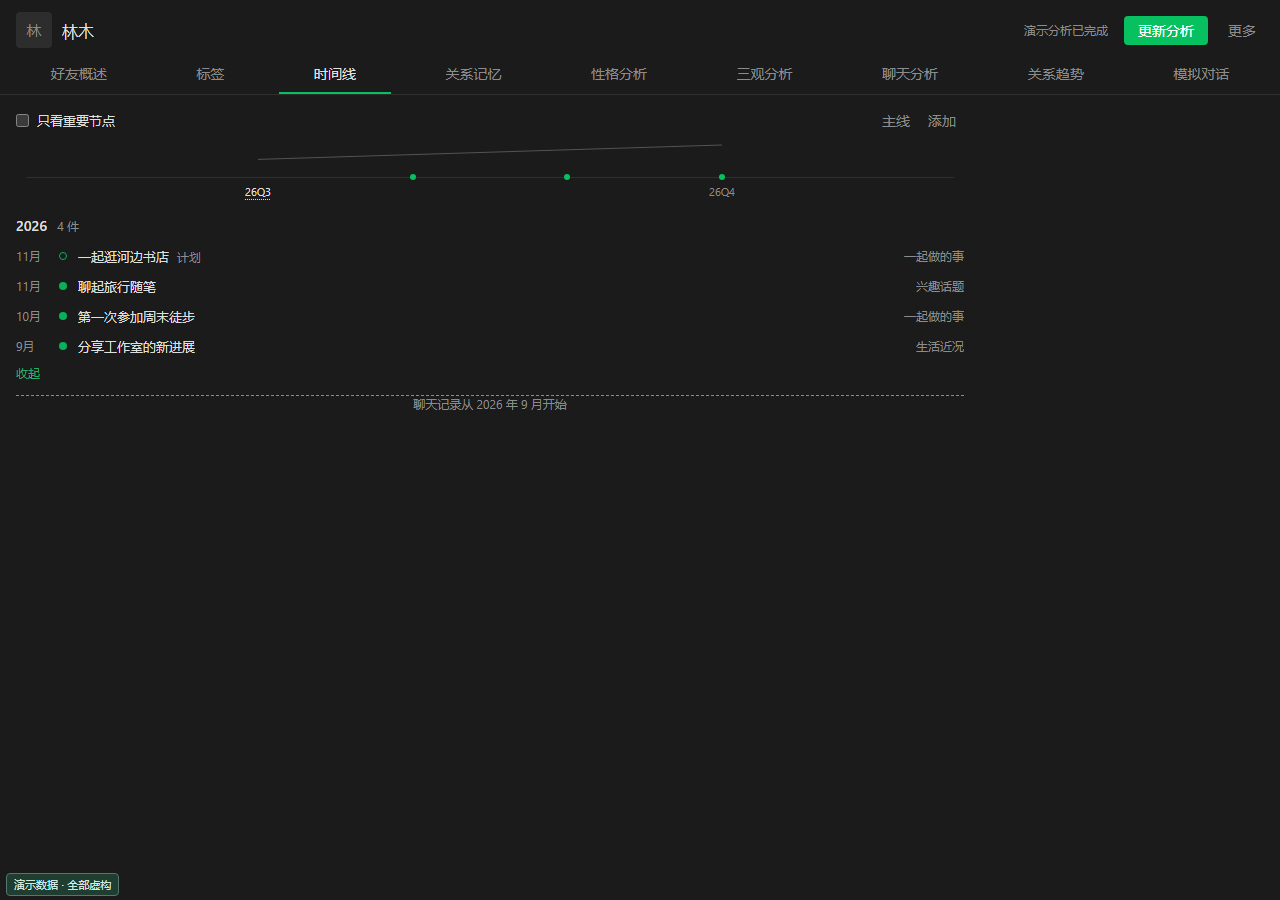 林 林木 演示分析已完成 更新分析 更多
好友概述 标签 时间线 关系记忆 性格分析 三观分析 聊天分析 关系趋势 模拟对话
只看重要节点 主线 添加
26Q3 26Q4
2026 4 件
11月 一起逛河边书店 计划 一起做的事
11月 聊起旅行随笔 兴趣话题
10月 第一次参加周末徒步 一起做的事
9月 分享工作室的新进展 生活近况
收起
聊天记录从 2026 年 9 月开始
演示数据 · 全部虚构